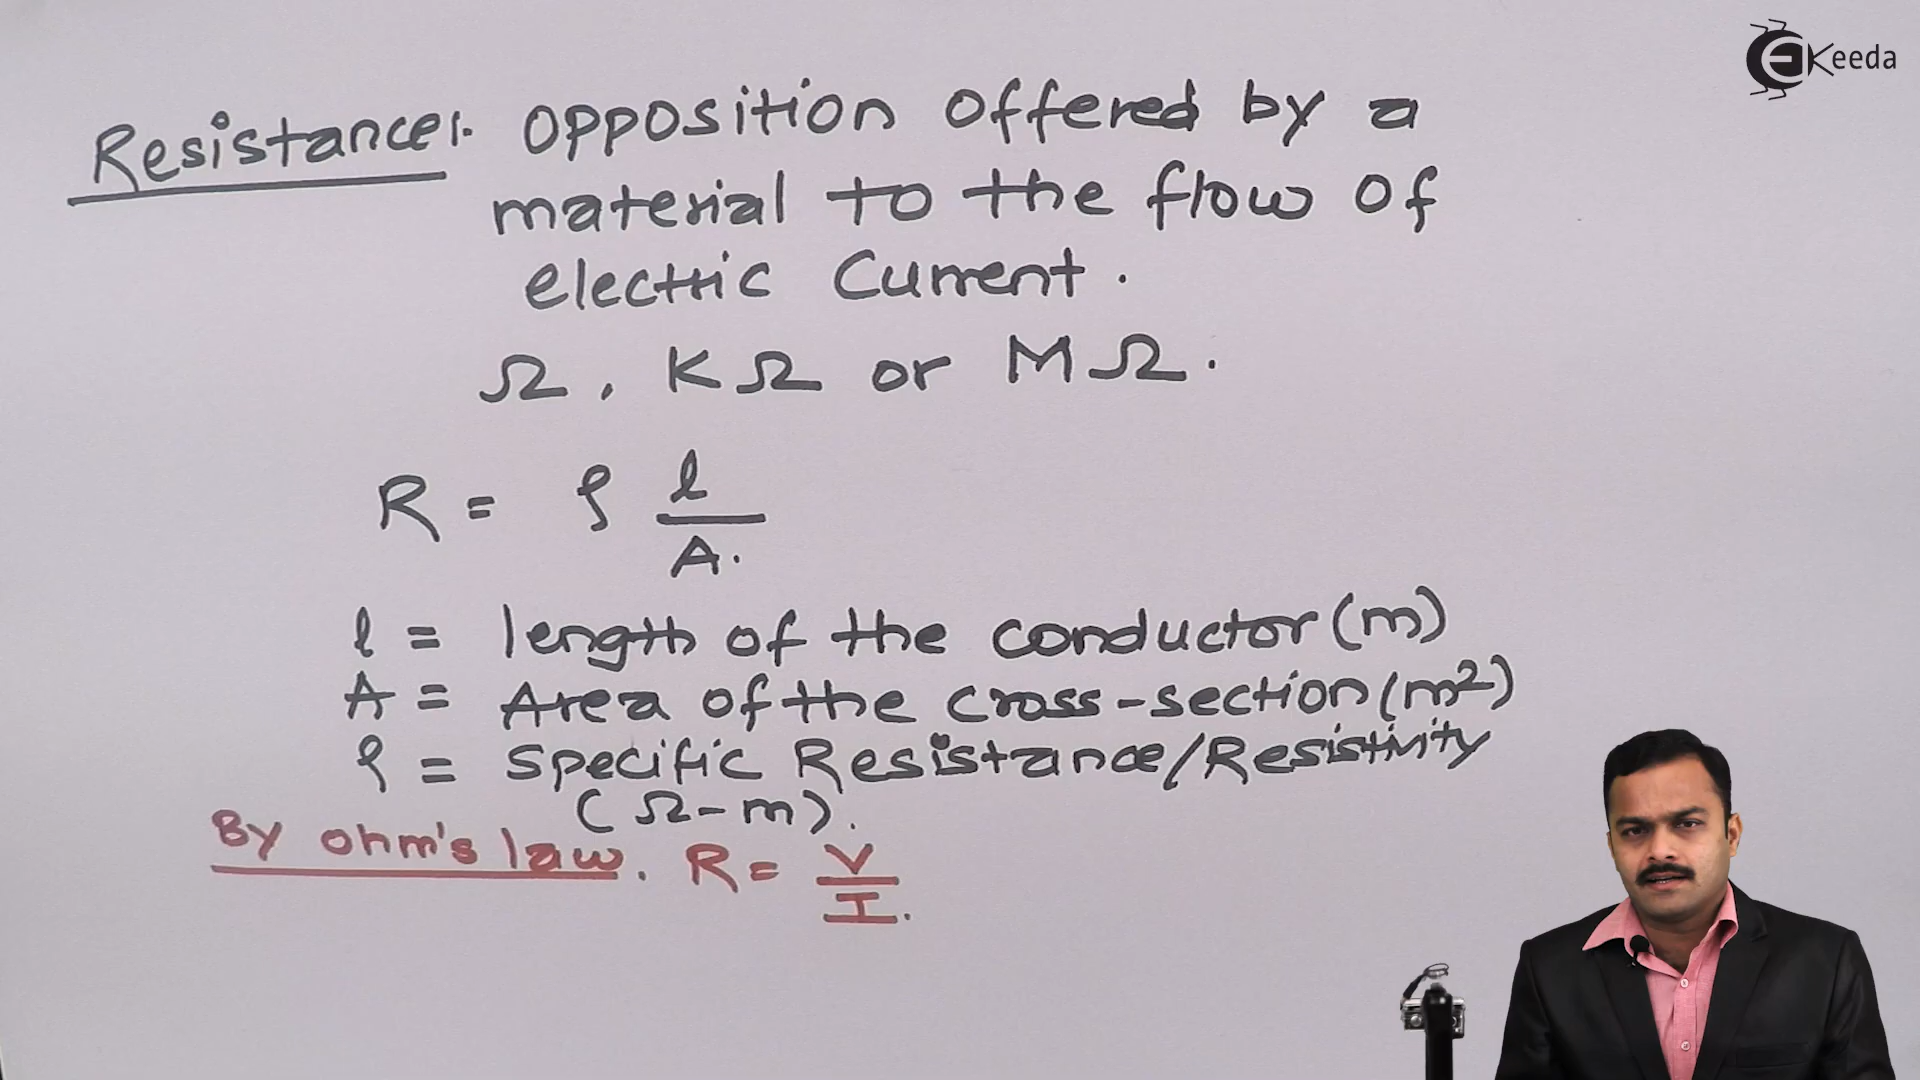 EKeeda
Resistance:. Opposition offered by a
material to the flow of
electric Current.
Ω, KΩ or MΩ.
R = ρ l/A.
l = length of the conductor (m)
A = Area of the cross-section (m²)
ρ = Specific Resistance/Resistivity
(Ω-m).
By ohm's law. R = V/I.